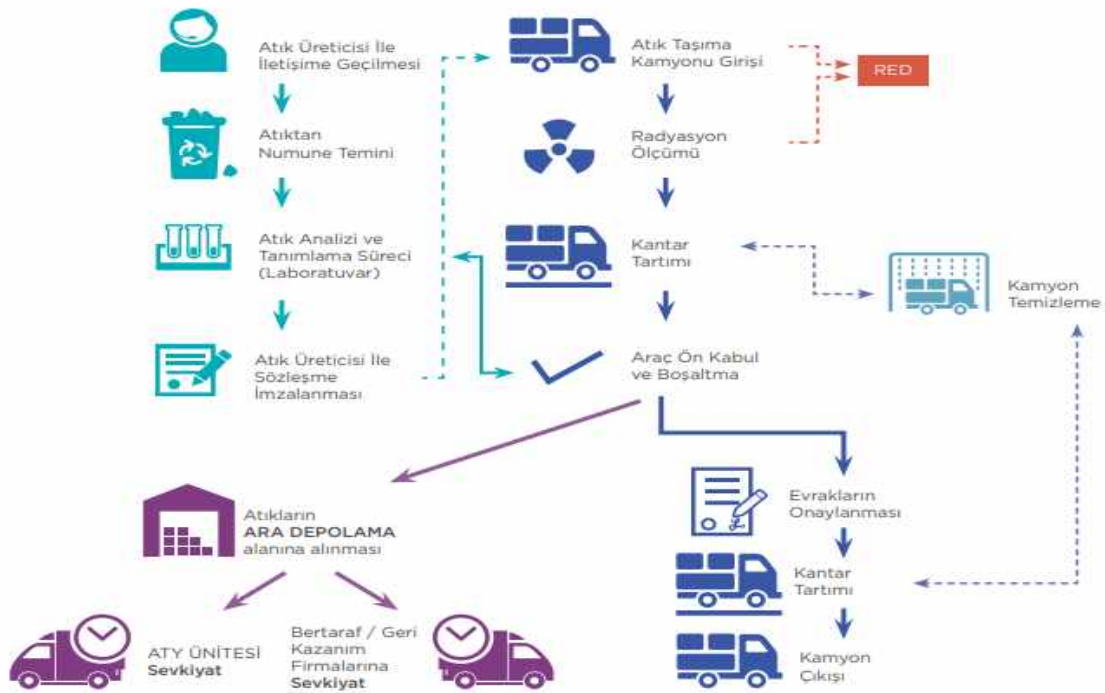 Atık Üreticisi İle
İletişime Geçilmesi
Atıktan
Numune Temini
Atık Analizi ve
Tanımlama Süreci
(Laboratuvar)
Atık Üreticisi İle
Sözleşme
İmzalanması
Atık Taşıma
Kamyonu Girişi
RED
Radyasyon
Ölçümü
Kantar
Tartımı
Kamyon
Temizleme
Araç Ön Kabul
ve Boşaltma
Atıkların
ARA DEPOLAMA
alanına alınması
ATY ÜNİTESİ
Sevkiyat
Bertaraf / Geri
Kazanım
Firmalarına
Sevkiyat
Evrakların
Onaylanması
Kantar
Tartımı
Kamyon
Çıkışı